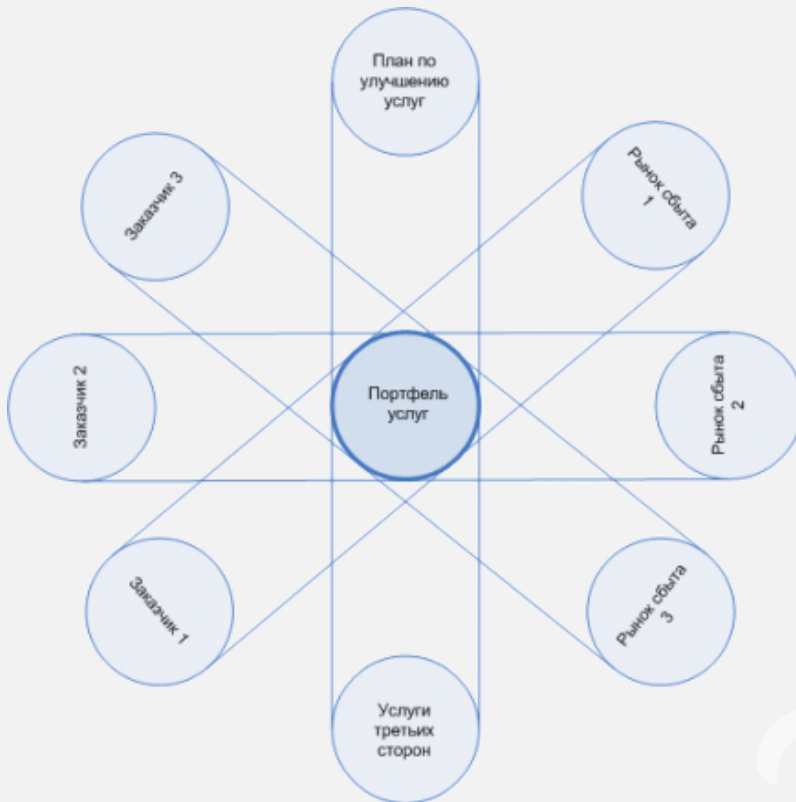 План по
улучшению
услуг
Заказчик 3
Рынок сбыта
1
Заказчик 2
Портфель
услуг
Рынок сбыта
2
Заказчик 1
Рынок сбыта
3
Услуги
третьих
сторон